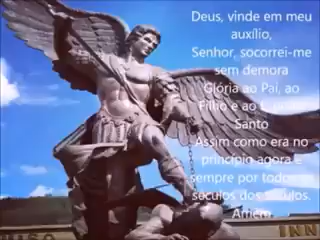 Deus, vinde em meu
auxílio,
Senhor, socorrei-me
sem demora
Glória ao Pai, ao
Filho e ao
Santo
Assim como era no
princípio agora e
sempre por todos os
séculos dos séculos.
Amém
INN